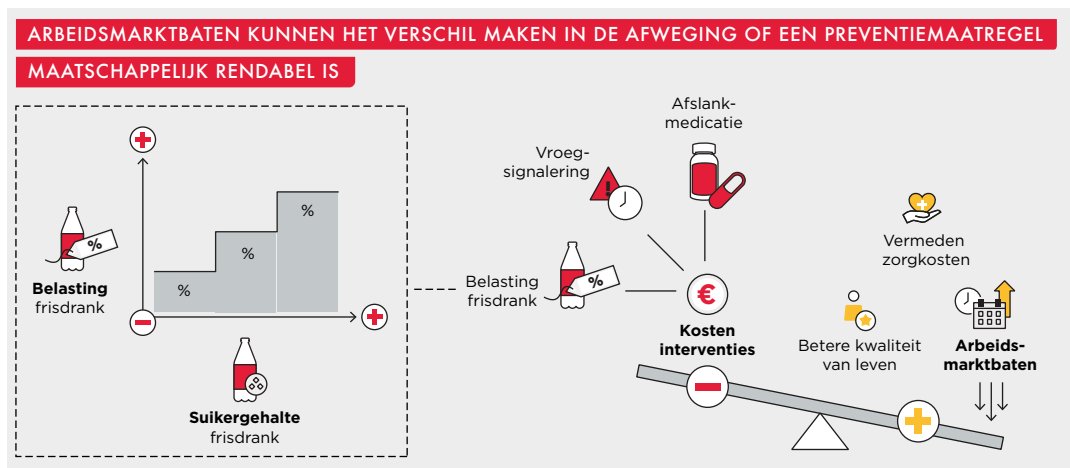 ARBEIDSMARKTBATEN KUNNEN HET VERSCHIL MAKEN IN DE AFWEGING OF EEN PREVENTIEMAATREGEL
MAATSCHAPPELIJK RENDABEL IS
%
Belasting
frisdrank
%
%
%
Suikergehalte
frisdrank
Afslank-
medicatie
Vroeg-
signalering
Belasting
frisdrank
%
€
Kosten
interventies
Vermeden
zorgkosten
Betere kwaliteit
van leven
Arbeids-
marktbaten